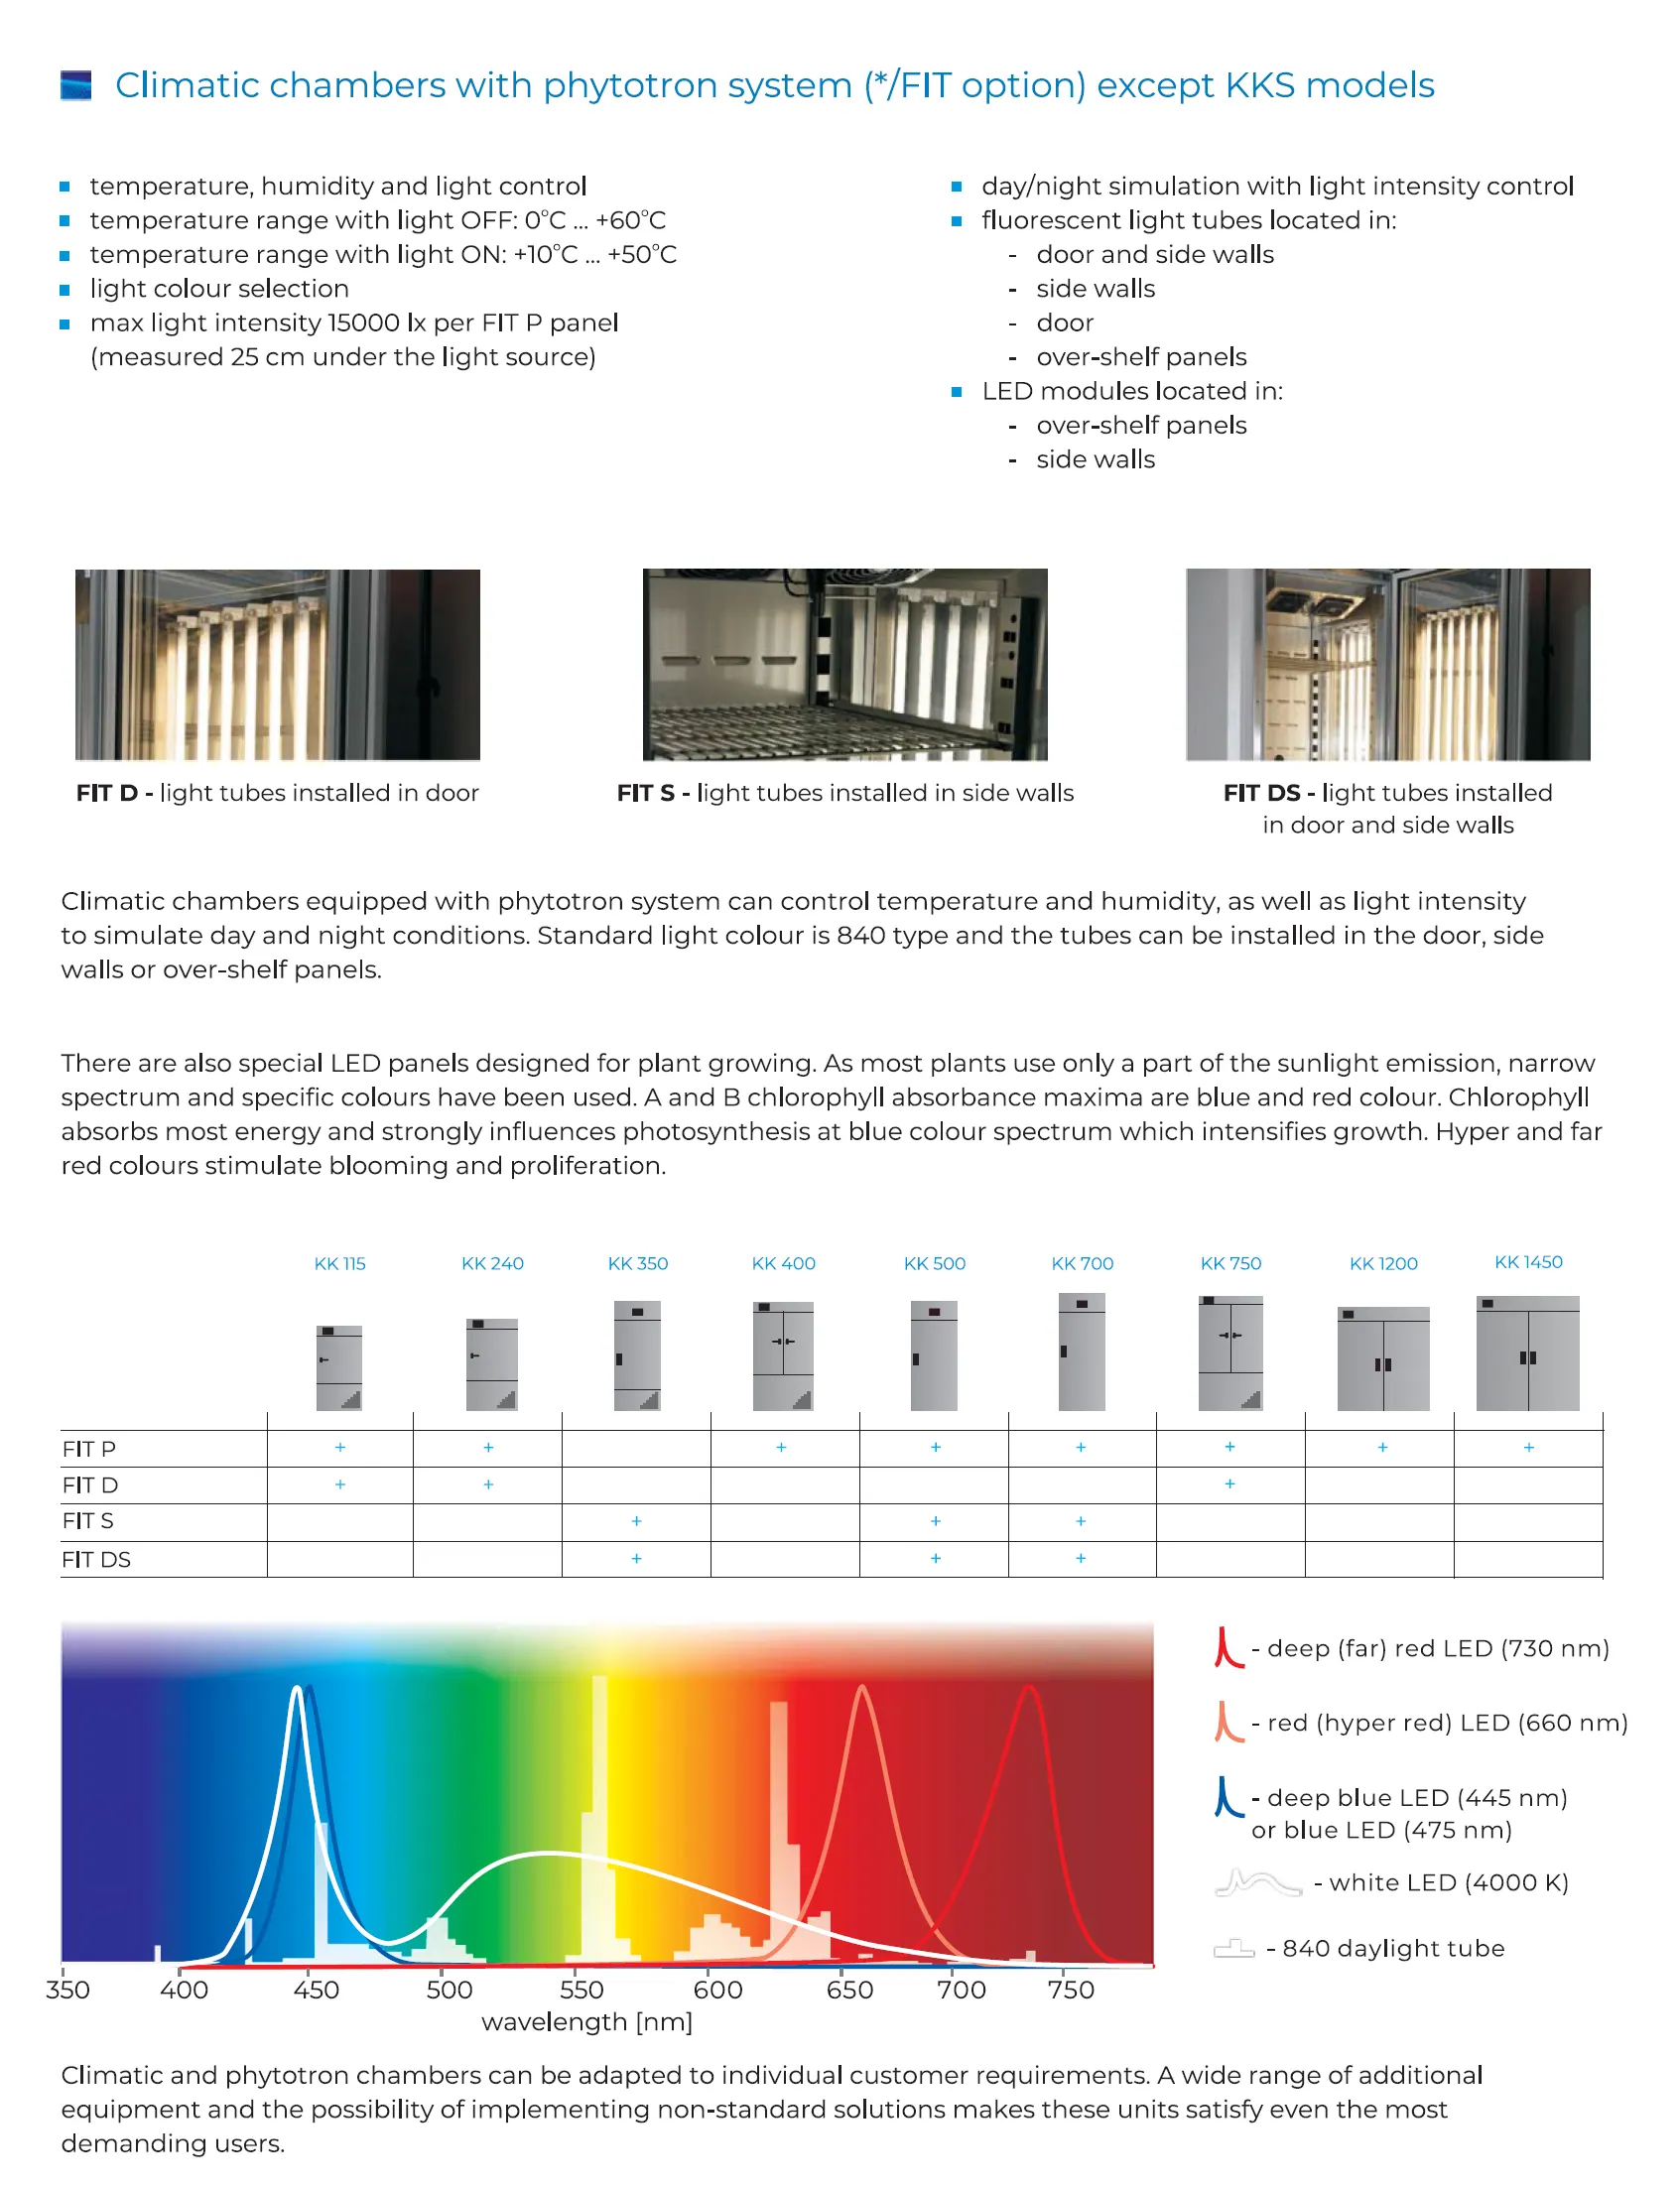 Climatic chambers with phytotron system (*/FIT option) except KKS models
temperature, humidity and light control
temperature range with light OFF: 0°C ... +60°C
temperature range with light ON: +10°C ... +50°C
light colour selection
max light intensity 15000 lx per FIT P panel
(measured 25 cm under the light source)
day/night simulation with light intensity control
fluorescent light tubes located in:
- door and side walls
- side walls
- door
- over-shelf panels
LED modules located in:
- over-shelf panels
- side walls
FIT D - light tubes installed in door
FIT S - light tubes installed in side walls
FIT DS - light tubes installed
in door and side walls
Climatic chambers equipped with phytotron system can control temperature and humidity, as well as light intensity
to simulate day and night conditions. Standard light colour is 840 type and the tubes can be installed in the door, side
walls or over-shelf panels.
There are also special LED panels designed for plant growing. As most plants use only a part of the sunlight emission, narrow
spectrum and specific colours have been used. A and B chlorophyll absorbance maxima are blue and red colour. Chlorophyll
absorbs most energy and strongly influences photosynthesis at blue colour spectrum which intensifies growth. Hyper and far
red colours stimulate blooming and proliferation.
KK 115 KK 240 KK 350 KK 400 KK 500 KK 700 KK 750 KK 1200 KK 1450
FIT P + + + + + + + +
FIT D + + +
FIT S + + +
FIT DS + + +
- deep (far) red LED (730 nm)
- red (hyper red) LED (660 nm)
- deep blue LED (445 nm)
or blue LED (475 nm)
- white LED (4000 K)
- 840 daylight tube
350 400 450 500 550 600 650 700 750
wavelength [nm]
Climatic and phytotron chambers can be adapted to individual customer requirements. A wide range of additional
equipment and the possibility of implementing non-standard solutions makes these units satisfy even the most
demanding users.